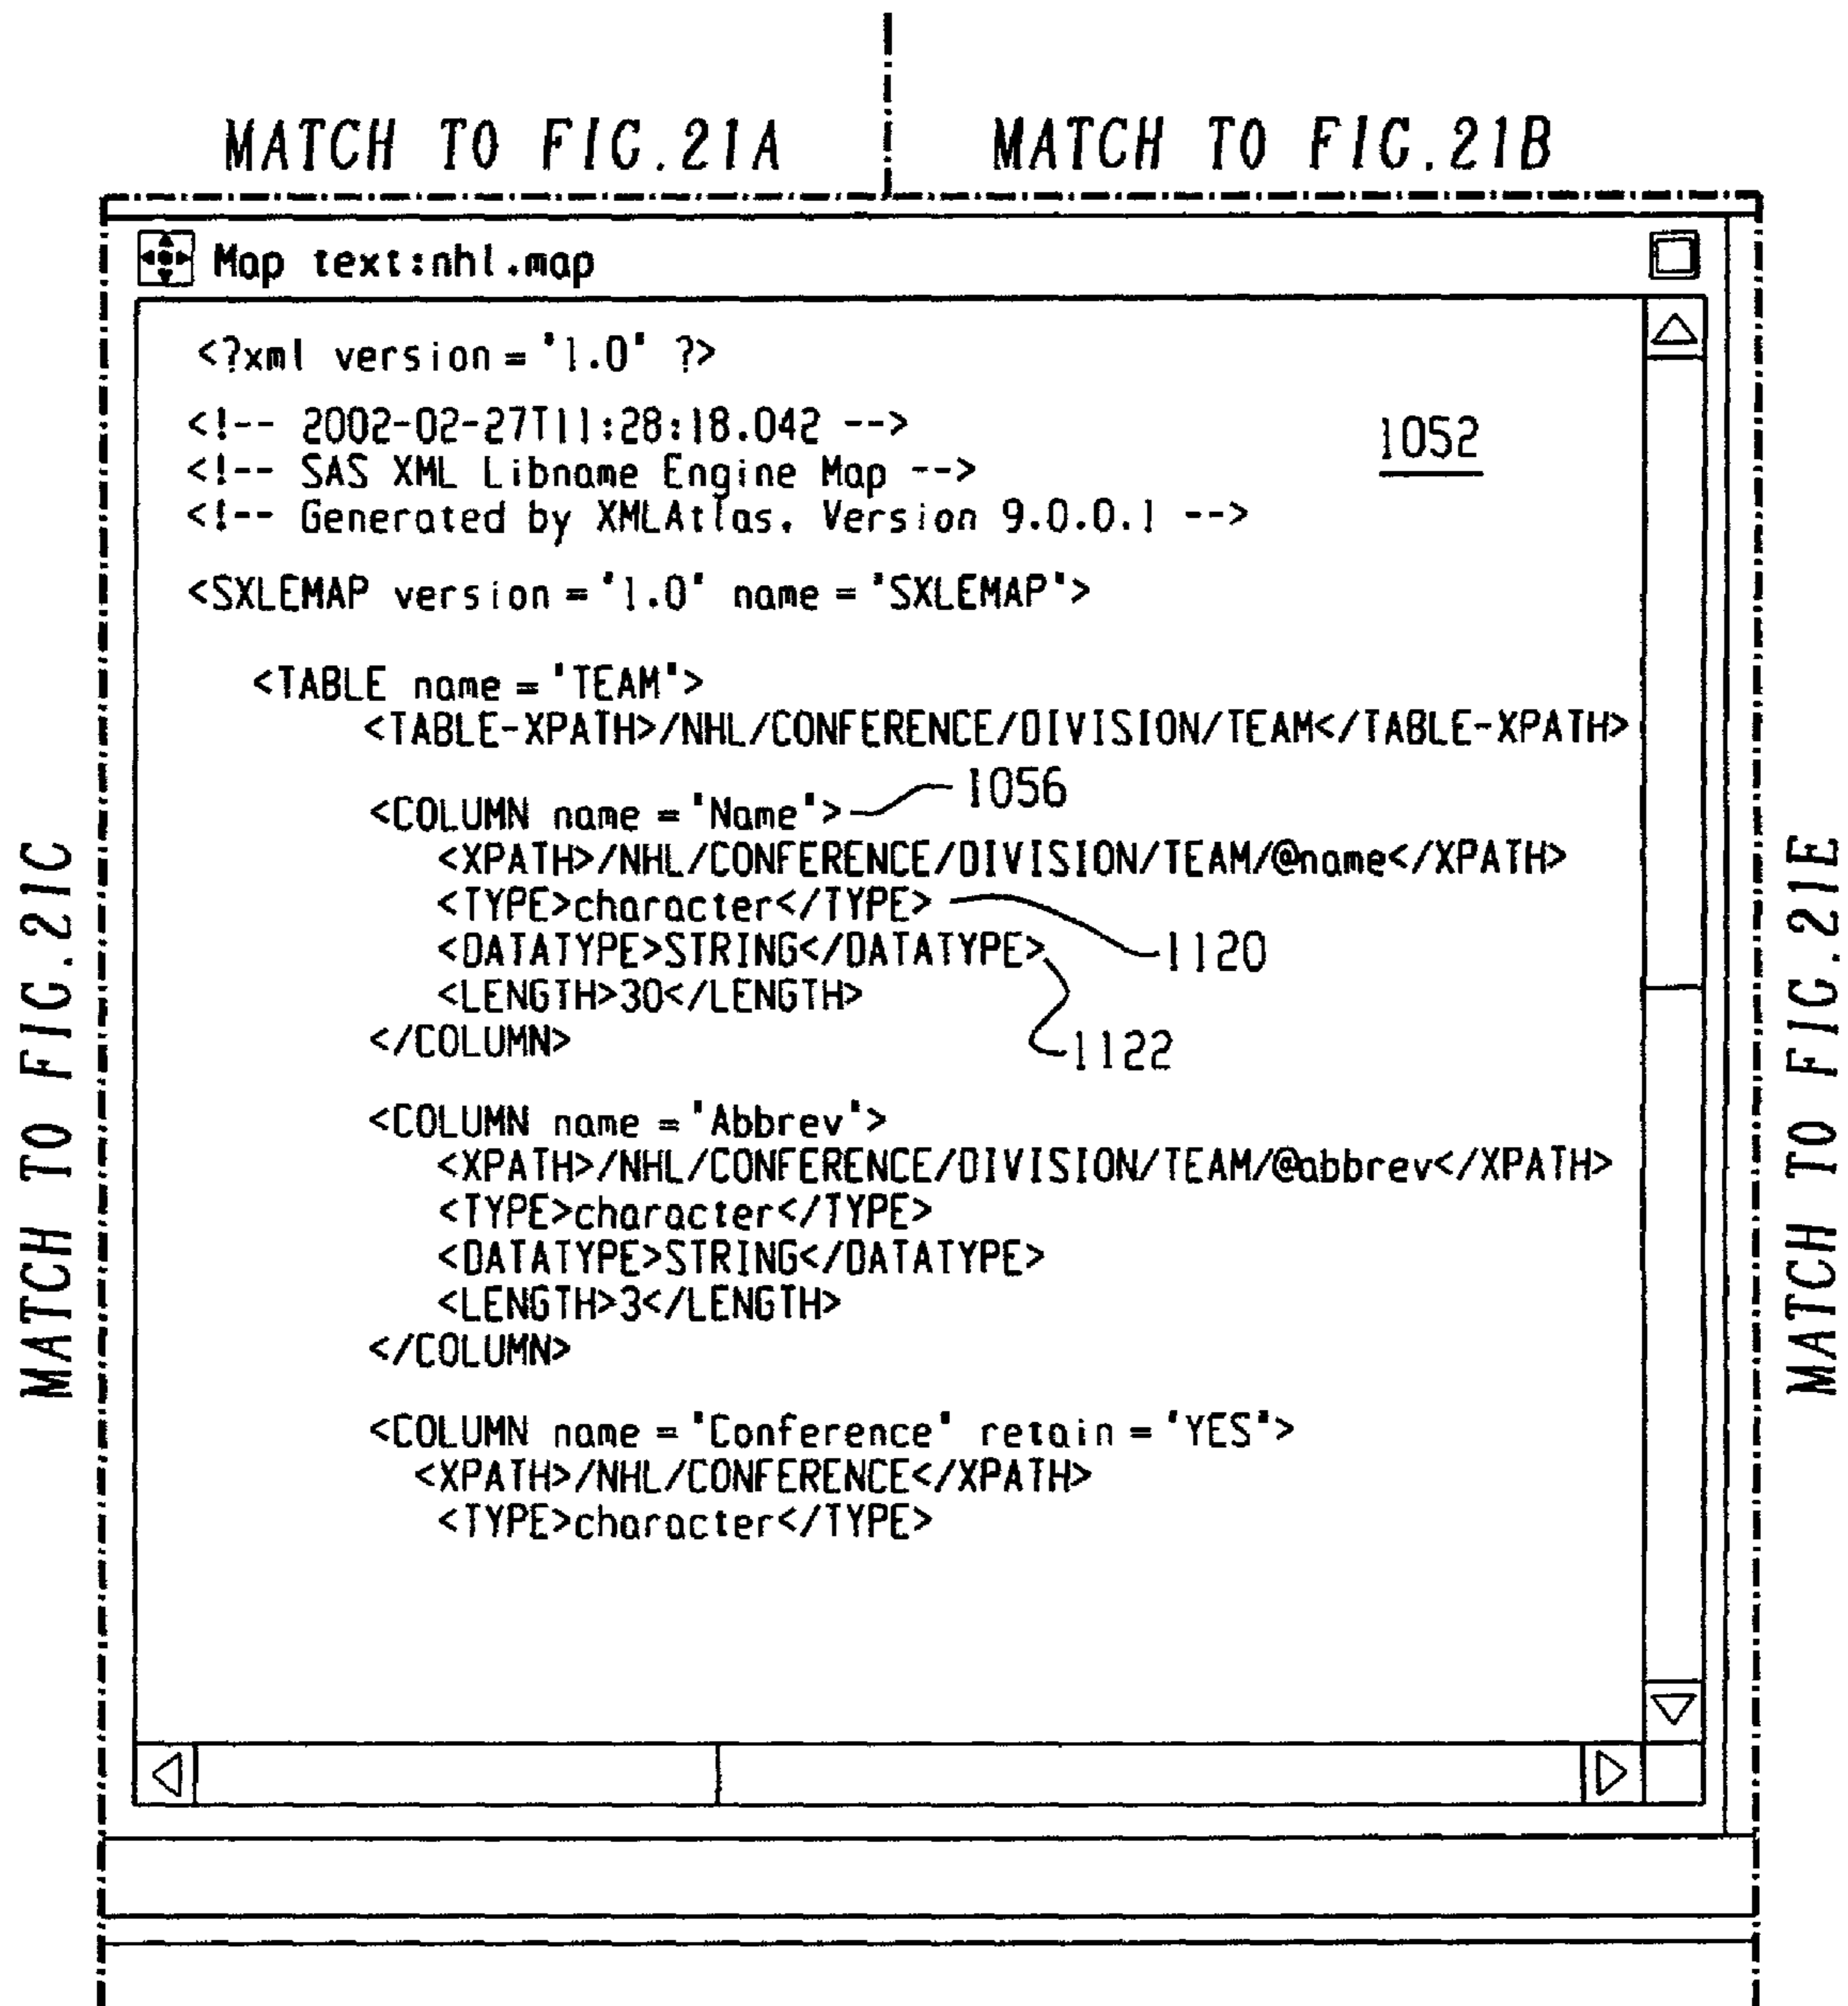 MATCH TO FIG.21A
MATCH TO FIG.21B
Map text:nhl.map
<?xml version = "1.0" ?>
<!-- 2002-02-27T11:28:18.042 -->
1052
<!-- SAS XML Libname Engine Map -->
<!-- Generated by XMLAtlas. Version 9.0.0.1 -->
<SXLEMAP version = "1.0" name = "SXLEMAP">
<TABLE name = "TEAM">
<TABLE-XPATH>/NHL/CONFERENCE/DIVISION/TEAM</TABLE-XPATH>
<COLUMN name = "Name">
1056
<XPATH>/NHL/CONFERENCE/DIVISION/TEAM/@name</XPATH>
<TYPE>character</TYPE>
1120
<DATATYPE>STRING</DATATYPE>
<LENGTH>30</LENGTH>
</COLUMN>
1122
<COLUMN name = "Abbrev">
<XPATH>/NHL/CONFERENCE/DIVISION/TEAM/@abbrev</XPATH>
<TYPE>character</TYPE>
<DATATYPE>STRING</DATATYPE>
<LENGTH>3</LENGTH>
</COLUMN>
<COLUMN name = "Conference" retain = "YES">
<XPATH>/NHL/CONFERENCE</XPATH>
<TYPE>character</TYPE>
MATCH TO FIG.21C
MATCH TO FIG.21E